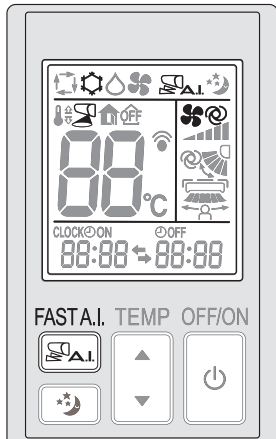 A.I.
OFF
88
°C
CLOCK ON OFF
88:88 88:88
FAST A.I. TEMP OFF/ON
A.I.